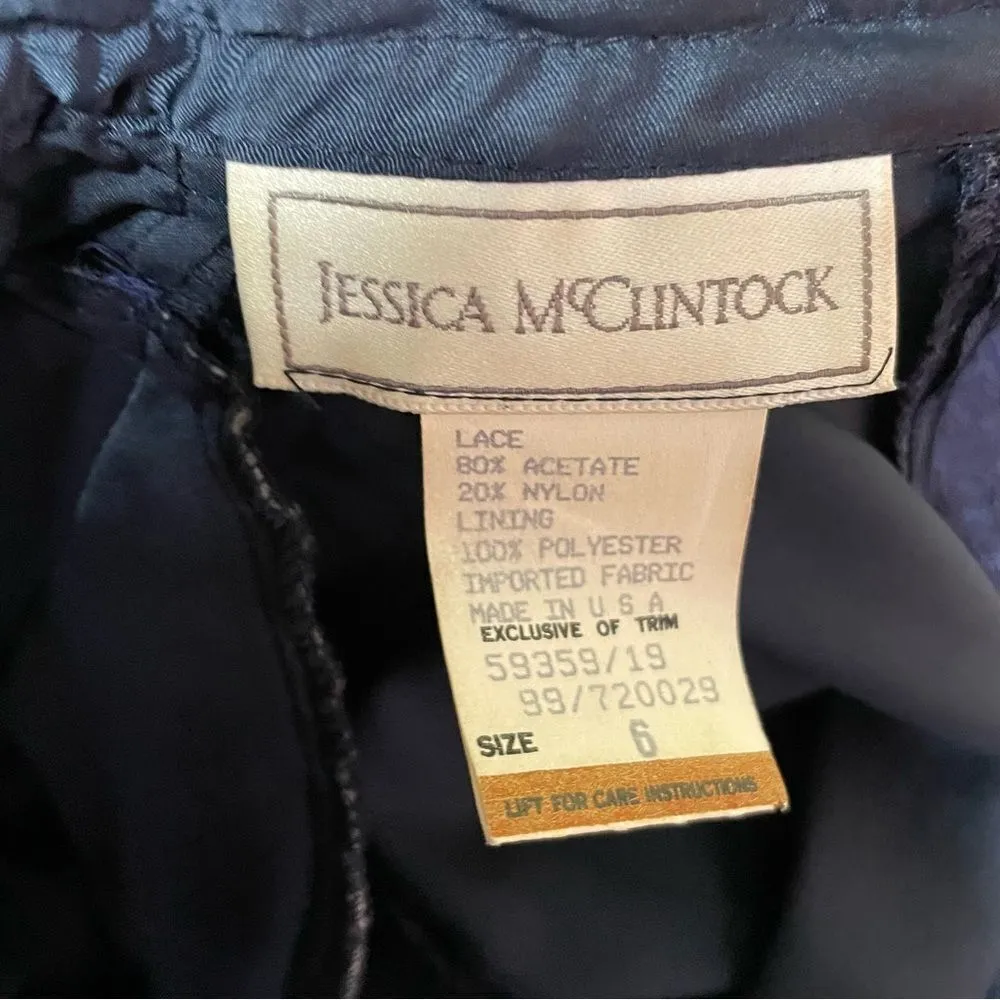 JESSICA McCLINTOCK
LACE
80% ACETATE
20% NYLON
LINING
100% POLYESTER
IMPORTED FABRIC
MADE IN U S A
EXCLUSIVE OF TRIM
59359/19
99/720029
SIZE 6
LIFT FOR CARE INSTRUCTIONS